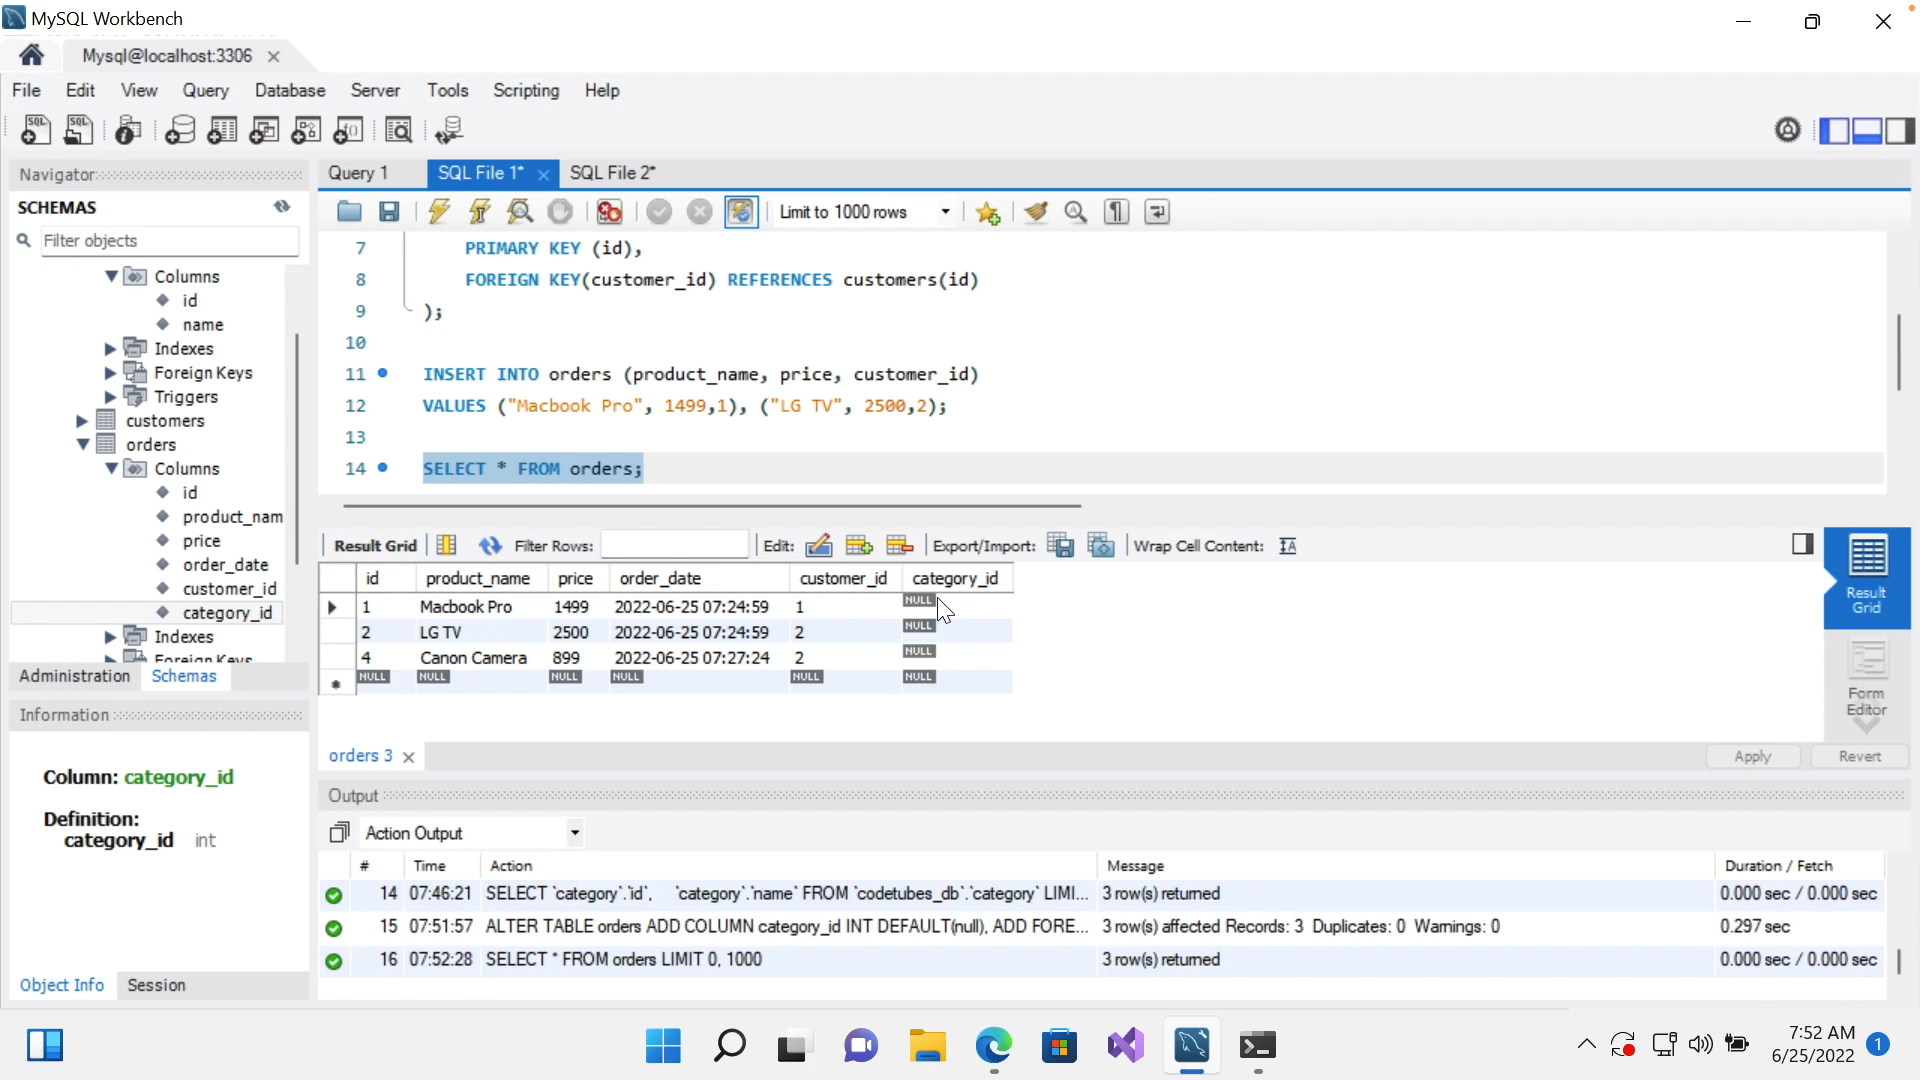 MySQL Workbench
Mysql@localhost:3306
File Edit View Query Database Server Tools Scripting Help
Navigator
SCHEMAS
Filter objects
Columns
id
name
Indexes
Foreign Keys
Triggers
customers
orders
Columns
id
product_nam
price
order_date
customer_id
category_id
Indexes
Foreign Keys
Administration Schemas
Information
Column: category_id
Definition:
category_id int
Object Info Session
Query 1 SQL File 1* SQL File 2*
Limit to 1000 rows
7 PRIMARY KEY (id),
8 FOREIGN KEY(customer_id) REFERENCES customers(id)
9 );
10
11 INSERT INTO orders (product_name, price, customer_id)
12 VALUES ("Macbook Pro", 1499,1), ("LG TV", 2500,2);
13
14 SELECT * FROM orders;
Result Grid Filter Rows: Edit: Export/Import: Wrap Cell Content:
id product_name price order_date customer_id category_id
1 Macbook Pro 1499 2022-06-25 07:24:59 1 NULL
2 LG TV 2500 2022-06-25 07:24:59 2 NULL
4 Canon Camera 899 2022-06-25 07:27:24 2 NULL
NULL NULL NULL NULL NULL NULL
Result
Grid
Form
Editor
orders 3
Apply Revert
Output
Action Output
# Time Action Message Duration / Fetch
14 07:46:21 SELECT `category`.`id`, `category`.`name` FROM `codetubes_db`.`category` LIMI... 3 row(s) returned 0.000 sec / 0.000 sec
15 07:51:57 ALTER TABLE orders ADD COLUMN category_id INT DEFAULT(null), ADD FORE... 3 row(s) affected Records: 3 Duplicates: 0 Warnings: 0 0.297 sec
16 07:52:28 SELECT * FROM orders LIMIT 0, 1000 3 row(s) returned 0.000 sec / 0.000 sec
7:52 AM
6/25/2022
1